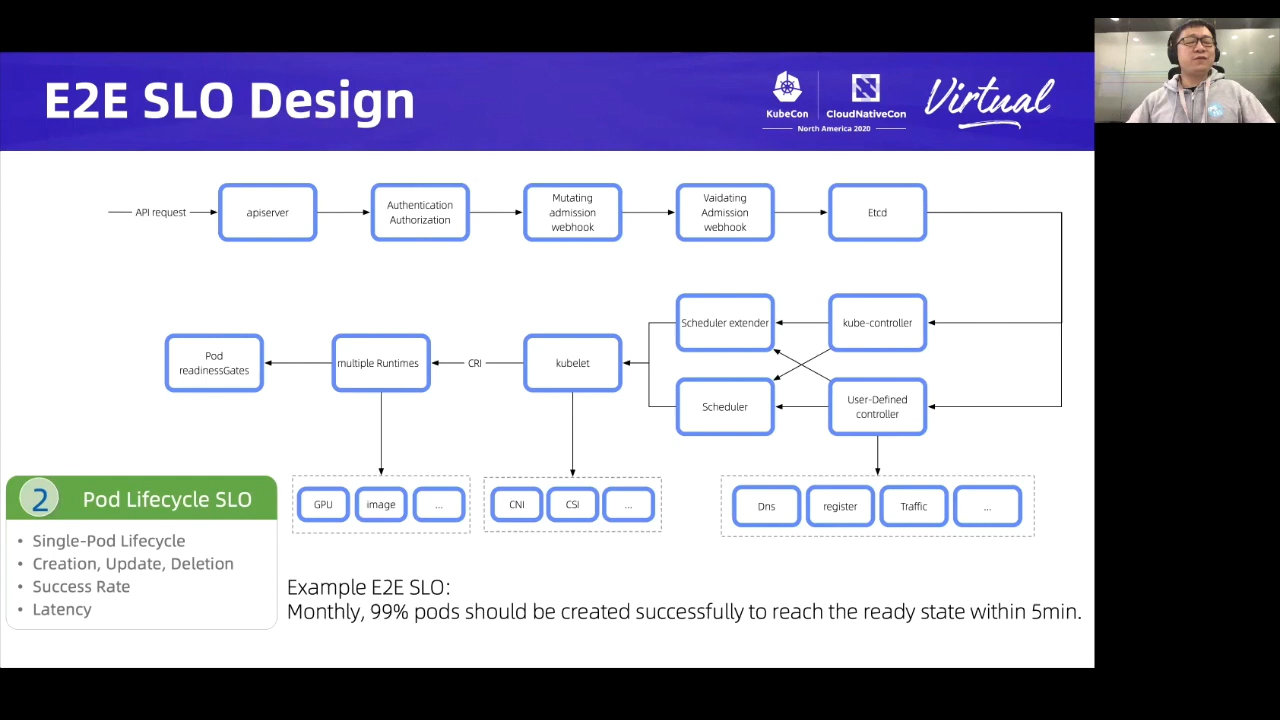 E2E SLO Design
KubeCon
CloudNativeCon
North America 2020
Virtual
API request
apiserver
Authentication
Authorization
Mutating
admission
webhook
Vaidating
Admission
webhook
Etcd
Scheduler extender
kube-controller
Pod
readinessGates
multiple Runtimes
CRI
kubelet
Scheduler
User-Defined
controller
GPU
image
...
CNI
CSI
...
Dns
register
Traffic
...
2
Pod Lifecycle SLO
• Single-Pod Lifecycle
• Creation, Update, Deletion
• Success Rate
• Latency
Example E2E SLO:
Monthly, 99% pods should be created successfully to reach the ready state within 5min.